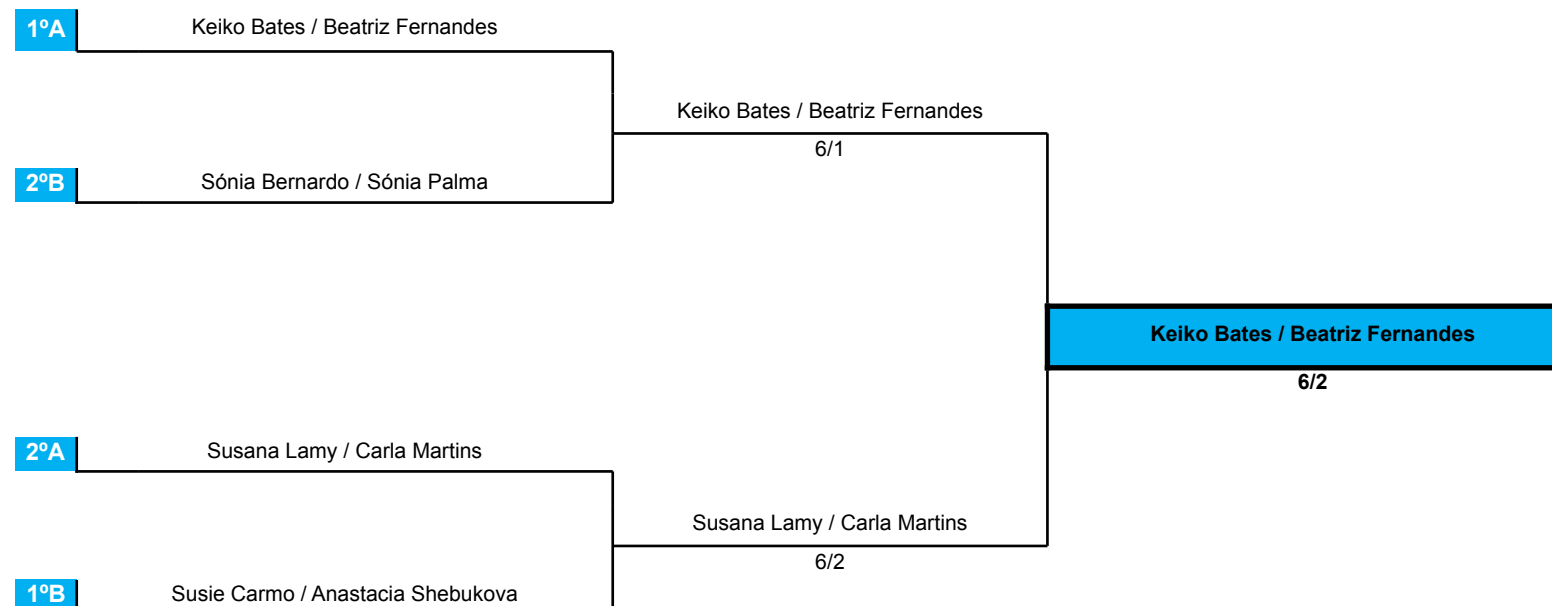 1ºA Keiko Bates / Beatriz Fernandes
Keiko Bates / Beatriz Fernandes
6/1
2ºB Sónia Bernardo / Sónia Palma
Keiko Bates / Beatriz Fernandes
6/2
2ºA Susana Lamy / Carla Martins
Susana Lamy / Carla Martins
6/2
1ºB Susie Carmo / Anastacia Shebukova